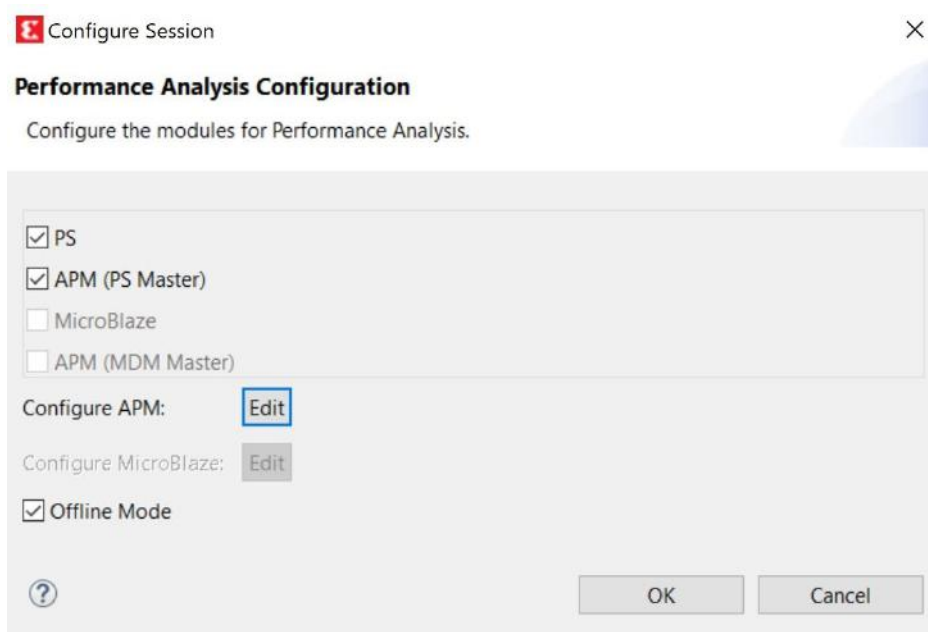 Configure Session
Performance Analysis Configuration
Configure the modules for Performance Analysis.
PS
APM (PS Master)
MicroBlaze
APM (MDM Master)
Configure APM: Edit
Configure MicroBlaze: Edit
Offline Mode
OK Cancel